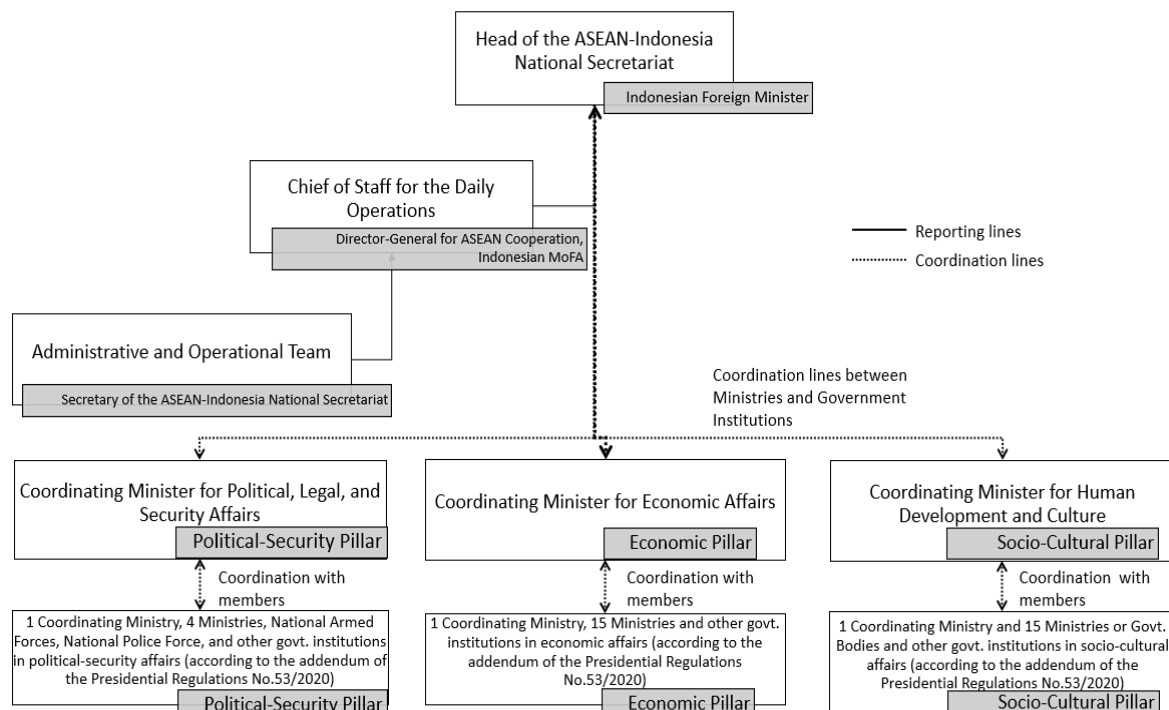 Head of the ASEAN-Indonesia
National Secretariat
Indonesian Foreign Minister
Chief of Staff for the Daily
Operations
Director-General for ASEAN Cooperation,
Indonesian MoFA
Reporting lines
Coordination lines
Administrative and Operational Team
Secretary of the ASEAN-Indonesia National Secretariat
Coordination lines between
Ministries and Government
Institutions
Coordinating Minister for Political, Legal, and
Security Affairs
Political-Security Pillar
Coordinating Minister for Economic Affairs
Economic Pillar
Coordinating Minister for Human
Development and Culture
Socio-Cultural Pillar
Coordination with
members
Coordination with
members
Coordination with
members
1 Coordinating Ministry, 4 Ministries, National Armed
Forces, National Police Force, and other govt. institutions
in political-security affairs (according to the addendum of
the Presidential Regulations No.53/2020)
Political-Security Pillar
1 Coordinating Ministry, 15 Ministries and other govt.
institutions in economic affairs (according to the
addendum of the Presidential Regulations
No.53/2020)
Economic Pillar
1 Coordinating Ministry and 15 Ministries or Govt.
Bodies and other govt. institutions in socio-cultural
affairs (according to the addendum of the
Presidential Regulations No.53/2020)
Socio-Cultural Pillar